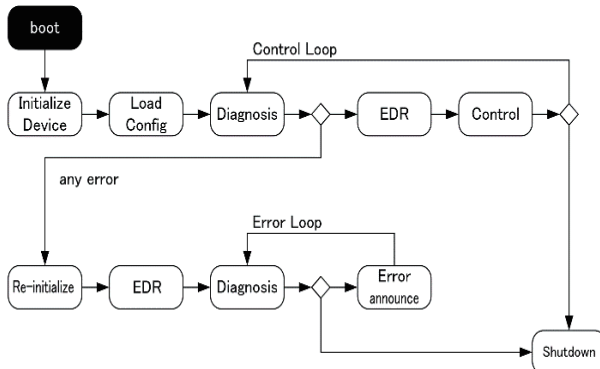 boot
Control Loop
Initialize
Device
Load
Config
Diagnosis
EDR
Control
any error
Error Loop
Re-initialize
EDR
Diagnosis
Error
announce
Shutdown